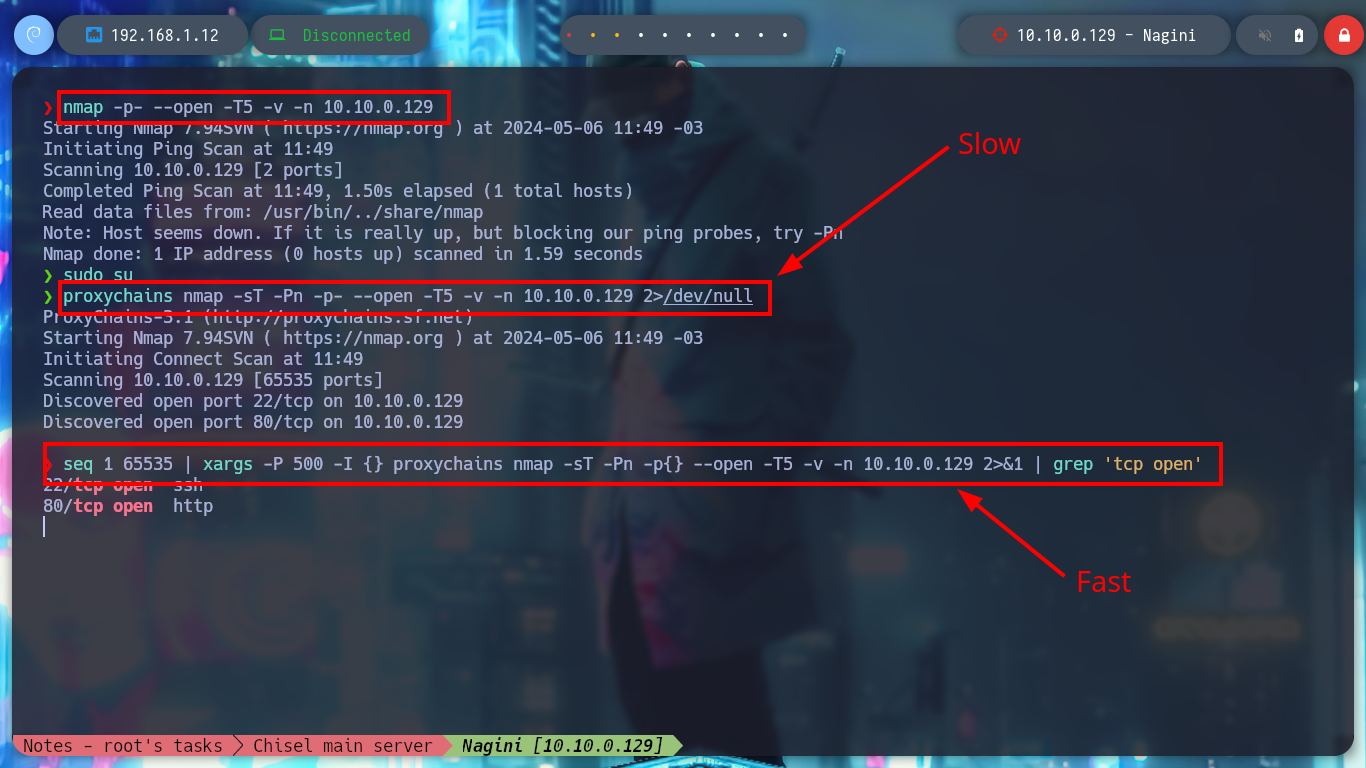 192.168.1.12 Disconnected 10.10.0.129 - Nagini
❯ nmap -p- --open -T5 -v -n 10.10.0.129
Starting Nmap 7.94SVN ( https://nmap.org ) at 2024-05-06 11:49 -03
Initiating Ping Scan at 11:49
Slow
Scanning 10.10.0.129 [2 ports]
Completed Ping Scan at 11:49, 1.50s elapsed (1 total hosts)
Read data files from: /usr/bin/../share/nmap
Note: Host seems down. If it is really up, but blocking our ping probes, try -Pn
Nmap done: 1 IP address (0 hosts up) scanned in 1.59 seconds
❯ sudo su
❯ proxychains nmap -sT -Pn -p- --open -T5 -v -n 10.10.0.129 2>/dev/null
ProxyChains-3.1 (http://proxychains.sf.net)
Starting Nmap 7.94SVN ( https://nmap.org ) at 2024-05-06 11:49 -03
Initiating Connect Scan at 11:49
Scanning 10.10.0.129 [65535 ports]
Discovered open port 22/tcp on 10.10.0.129
Discovered open port 80/tcp on 10.10.0.129
❯ seq 1 65535 | xargs -P 500 -I {} proxychains nmap -sT -Pn -p{} --open -T5 -v -n 10.10.0.129 2>&1 | grep 'tcp open'
22/tcp open  ssh
80/tcp open  http
Fast
Notes - root's tasks Chisel main server Nagini [10.10.0.129]